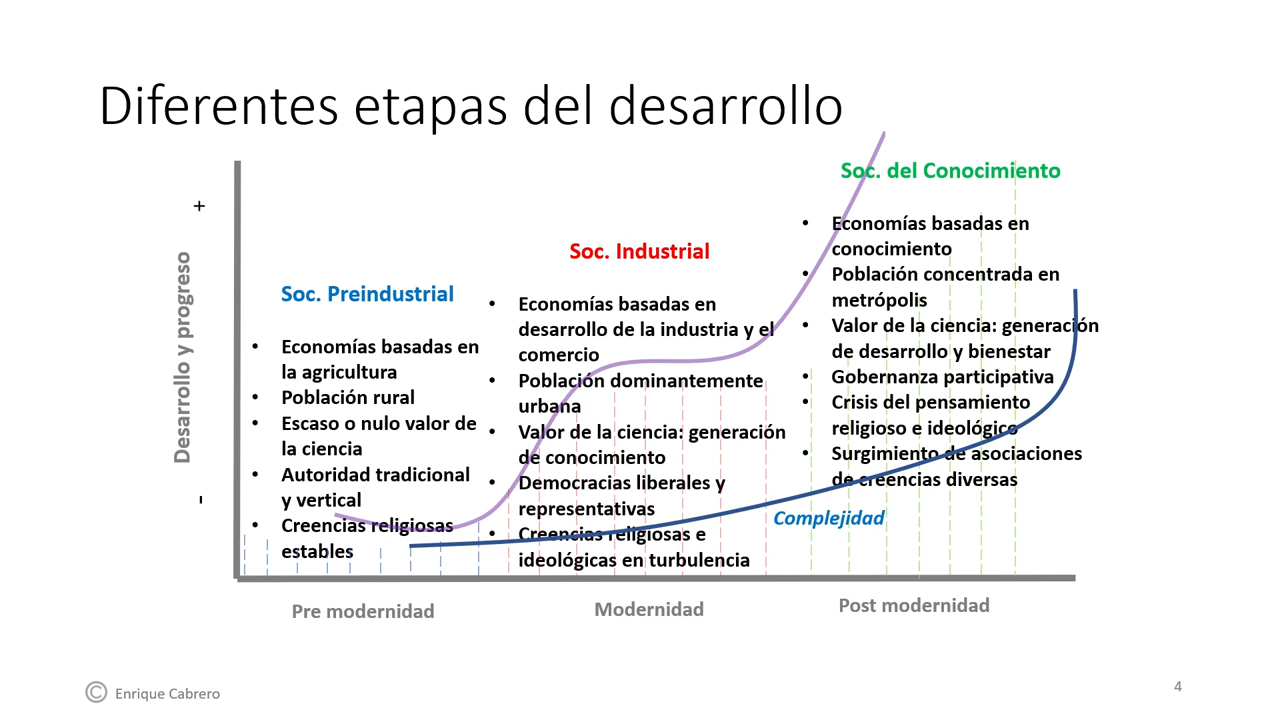 Diferentes etapas del desarrollo
+
Desarrollo y progreso
-
Soc. Preindustrial
• Economías basadas en
la agricultura
• Población rural
• Escaso o nulo valor de
la ciencia
• Autoridad tradicional
y vertical
• Creencias religiosas
estables
Soc. Industrial
• Economías basadas en
desarrollo de la industria y el
comercio
• Población dominantemente
urbana
• Valor de la ciencia: generación
de conocimiento
• Democracias liberales y
representativas
• Creencias religiosas e
ideológicas en turbulencia
Soc. del Conocimiento
• Economías basadas en
conocimiento
• Población concentrada en
metrópolis
• Valor de la ciencia: generación
de desarrollo y bienestar
• Gobernanza participativa
• Crisis del pensamiento
religioso e ideológico
• Surgimiento de asociaciones
de creencias diversas
Complejidad
Pre modernidad
Modernidad
Post modernidad
© Enrique Cabrero
4